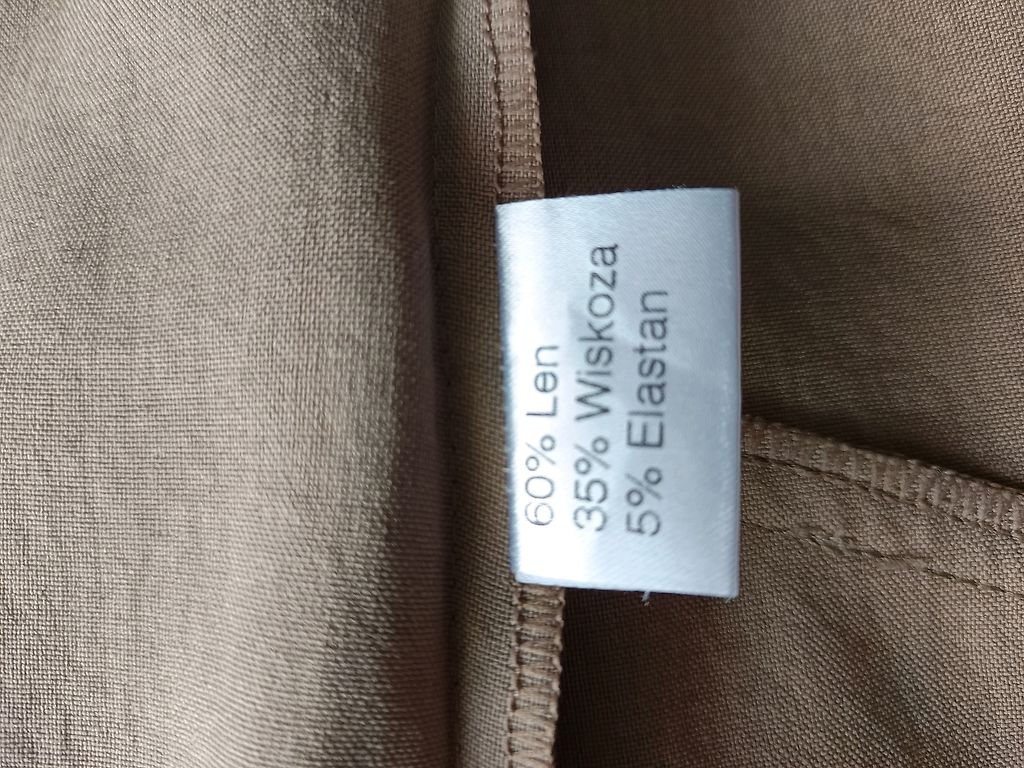 60% Len
35% Wiskoza
5% Elastan